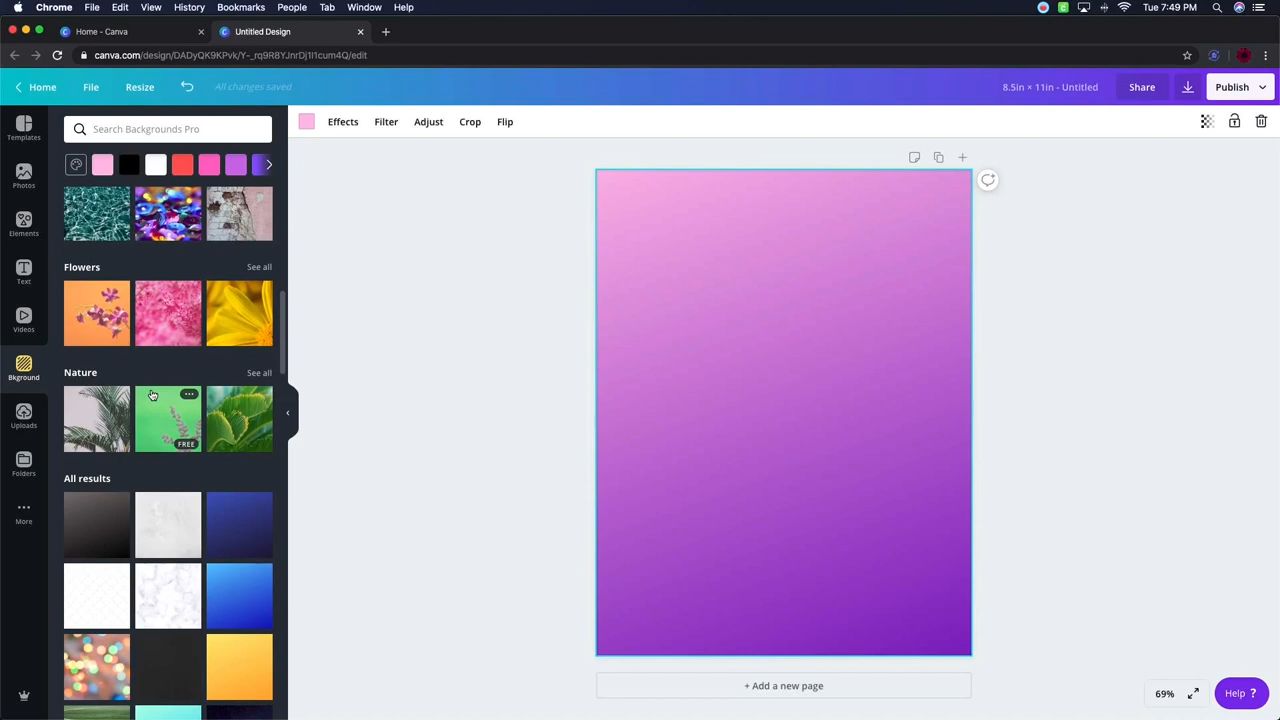 Chrome File Edit View History Bookmarks People Tab Window Help Tue 7:49 PM
Home - Canva Untitled Design
canva.com/design/DADyQK9KPvk/Y-_rq9R8YJnrDj1l1cum4Q/edit
Home File Resize All changes saved 8.5in × 11in - Untitled Share Publish
Templates
Photos
Elements
Text
Videos
Bkground
Uploads
Folders
More
Search Backgrounds Pro
Effects Filter Adjust Crop Flip
Flowers See all
Nature See all
FREE
All results
+ Add a new page
69% Help ?